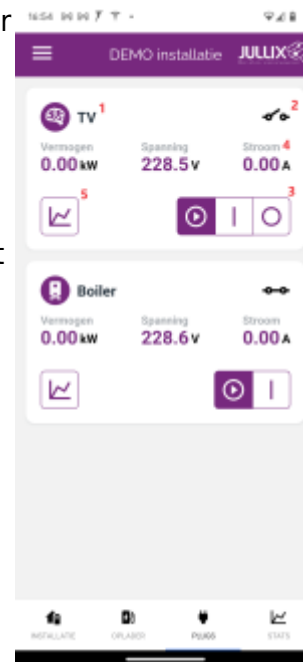 r
16:54
DEMO installatie JULLIX
TV 1 2
Vermogen Spanning Stroom 4
0.00 kW 228.5 V 0.00 A
5 3
Boiler
Vermogen Spanning Stroom
0.00 kW 228.6 V 0.00 A
INSTALLATIE OPLADER PLUGS STATS